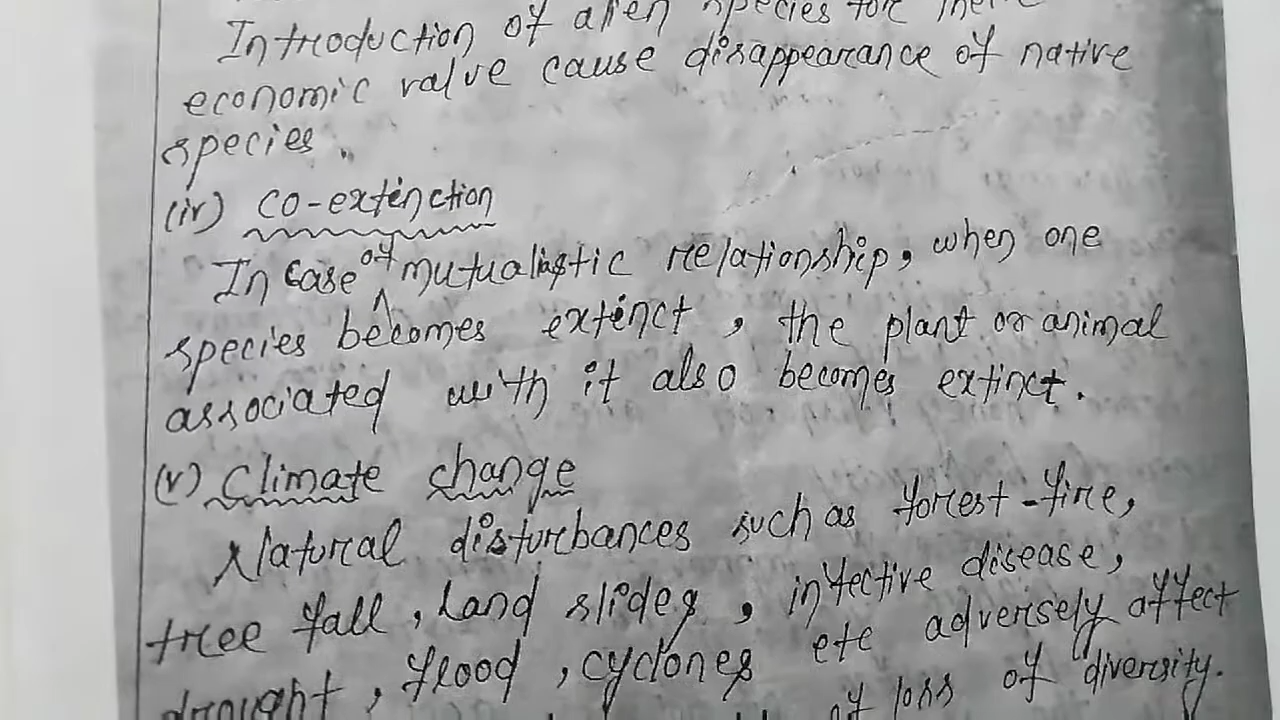 Introduction of alien species for their
economic value cause disappearance of native
species.
(iv) co-extinction
In case of mutualistic relationship, when one
species becomes extinct, the plant or animal
associated with it also becomes extinct.
(v) Climate change
Natural disturbances such as forest-fire,
tree fall, Land slides, infective disease,
drought, flood, cyclones etc adversely affect
of loss of diversity.